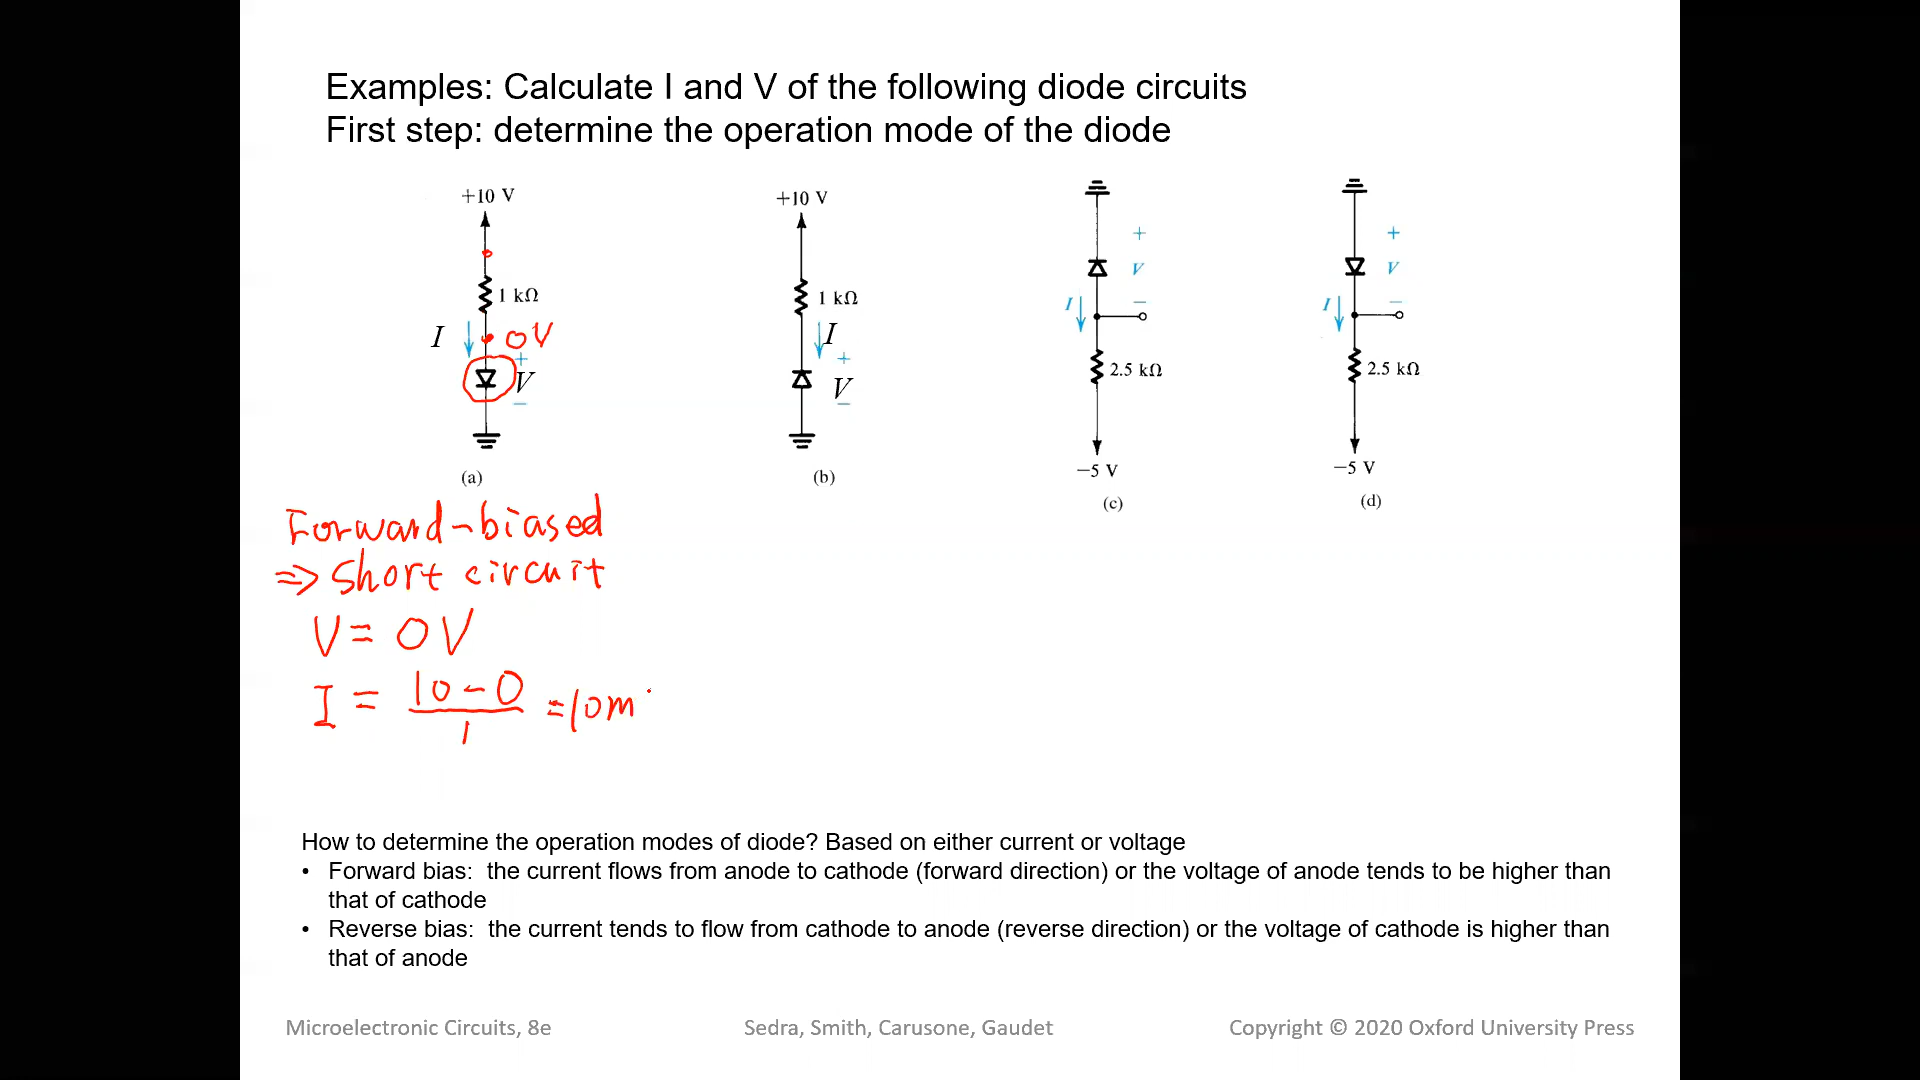 Examples: Calculate I and V of the following diode circuits
First step: determine the operation mode of the diode
+10 V
1 kΩ
I
0V
+
V
−
(a)
+10 V
1 kΩ
I
+
V
−
(b)
+
V
I
−
2.5 kΩ
−5 V
(c)
+
V
I
−
2.5 kΩ
−5 V
(d)
Forward-biased
=> short circuit
V = 0V
I = 10-0 / 1 = 10m
How to determine the operation modes of diode? Based on either current or voltage
• Forward bias: the current flows from anode to cathode (forward direction) or the voltage of anode tends to be higher than
that of cathode
• Reverse bias: the current tends to flow from cathode to anode (reverse direction) or the voltage of cathode is higher than
that of anode
Microelectronic Circuits, 8e
Sedra, Smith, Carusone, Gaudet
Copyright © 2020 Oxford University Press